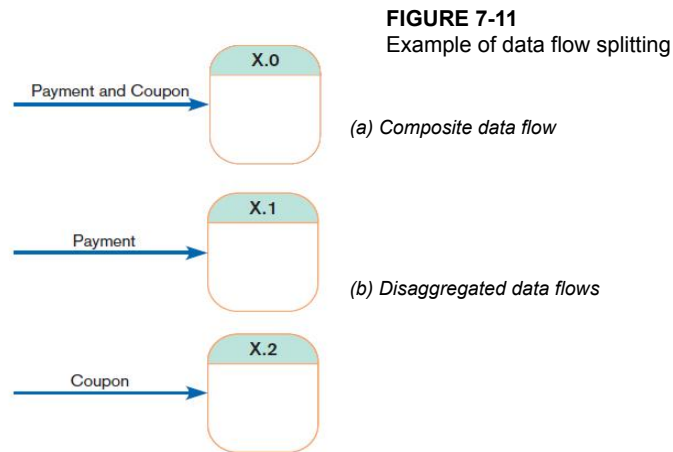 FIGURE 7-11
Example of data flow splitting
X.0
Payment and Coupon
(a) Composite data flow
X.1
Payment
(b) Disaggregated data flows
X.2
Coupon